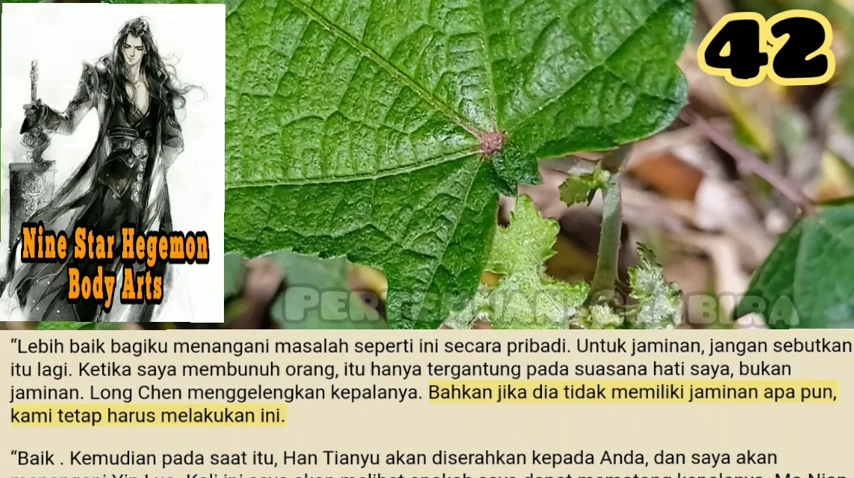 42
Nine Star Hegemon
Body Arts
“Lebih baik bagiku menangani masalah seperti ini secara pribadi. Untuk jaminan, jangan sebutkan
itu lagi. Ketika saya membunuh orang, itu hanya tergantung pada suasana hati saya, bukan
jaminan. Long Chen menggelengkan kepalanya. Bahkan jika dia tidak memiliki jaminan apa pun,
kami tetap harus melakukan ini.
“Baik . Kemudian pada saat itu, Han Tianyu akan diserahkan kepada Anda, dan saya akan